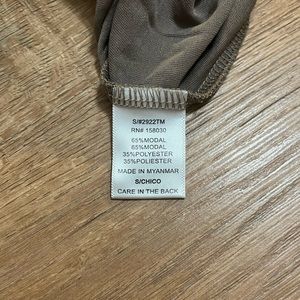 S/#2922TM
RN# 158030
65%MODAL
65%MODAL
35%POLYESTER
35%POLIESTER
MADE IN MYANMAR
S/CHICO
CARE IN THE BACK